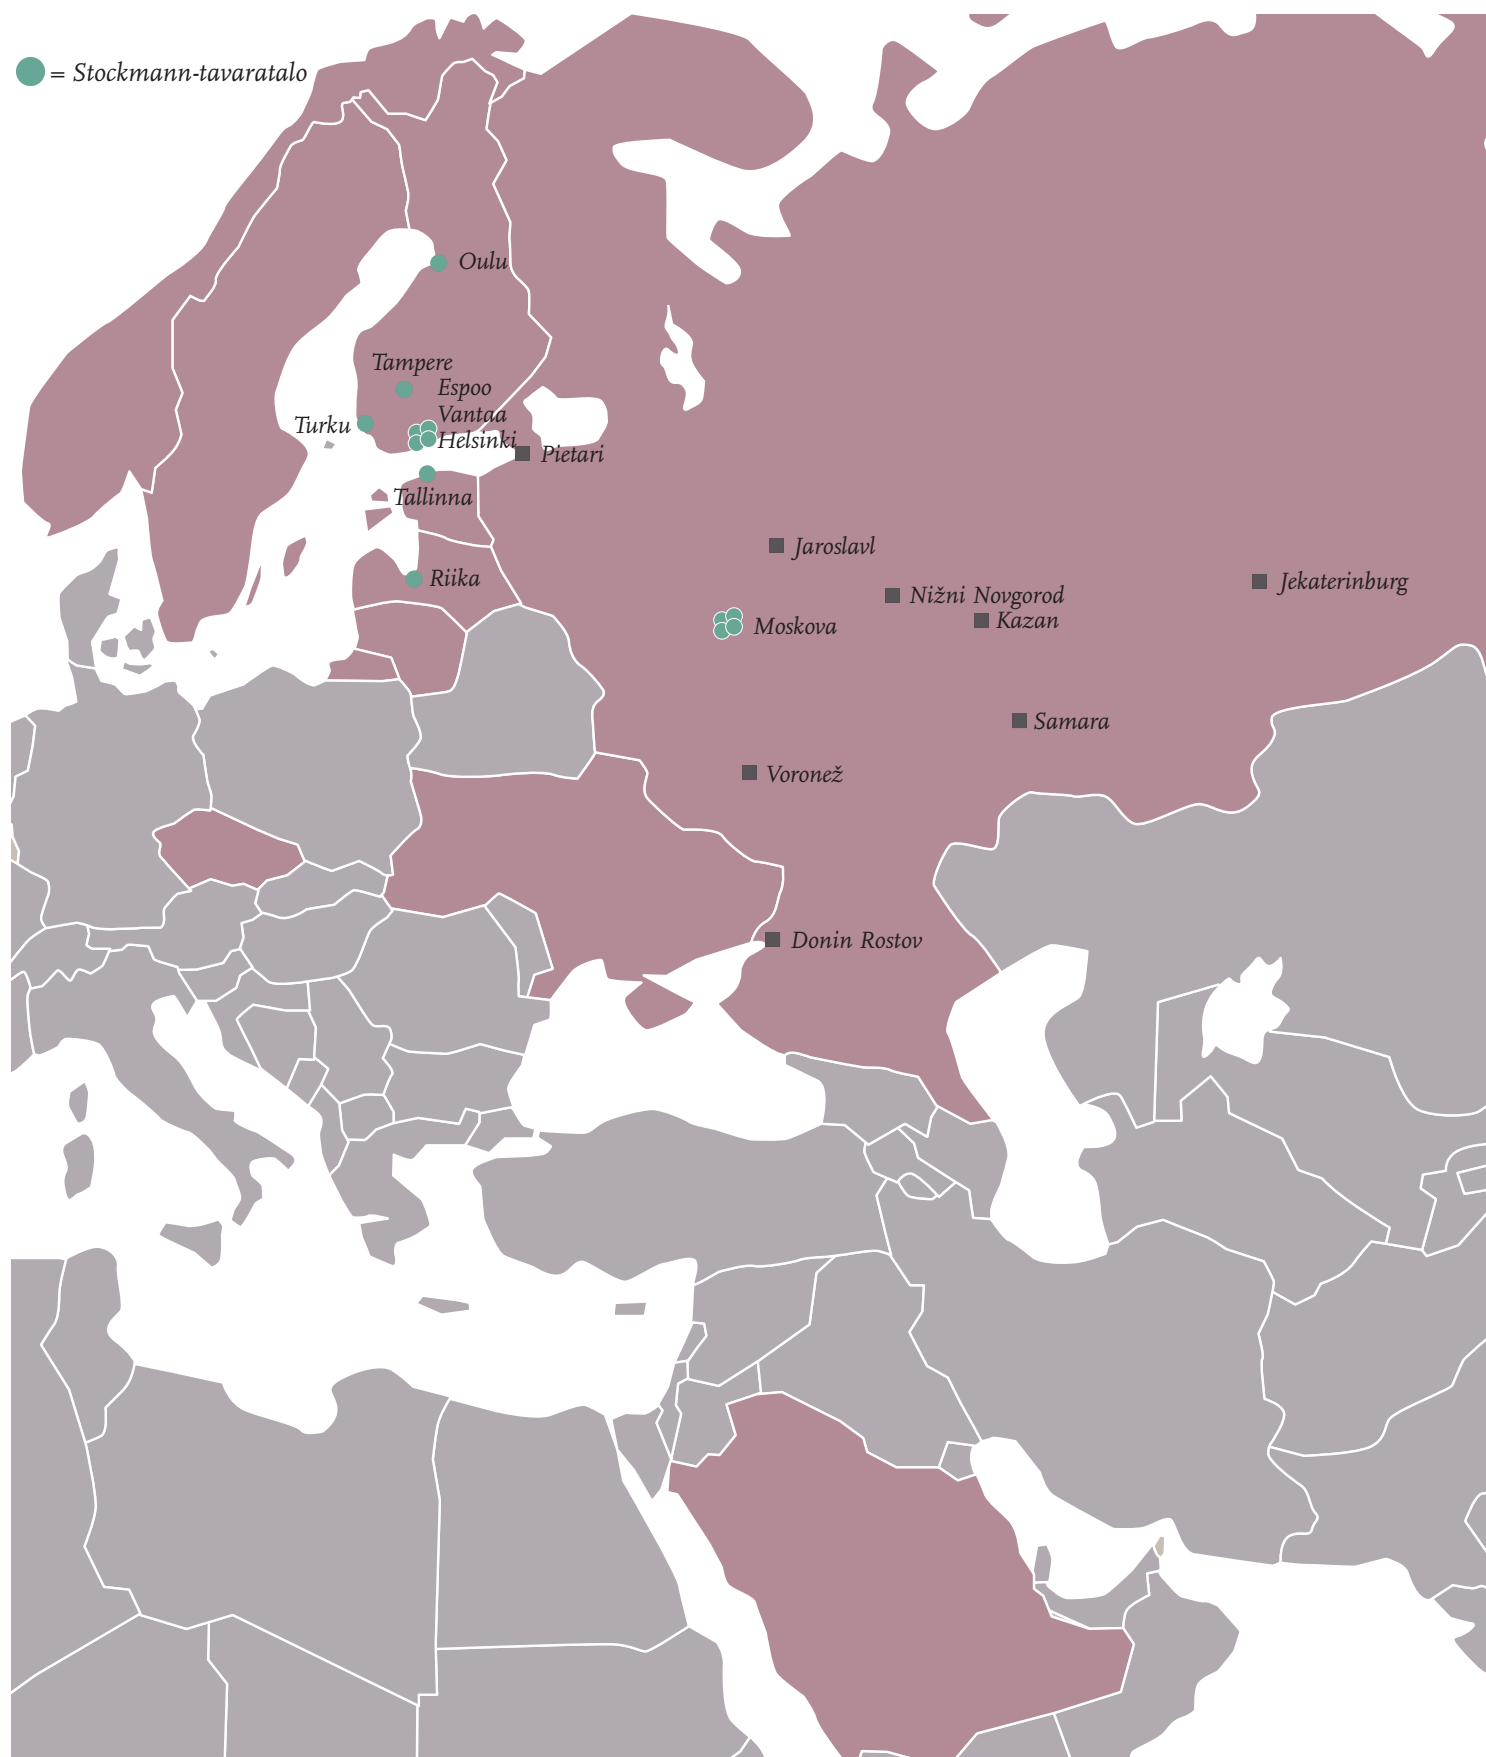 = Stockmann-tavaratalo
Oulu
Tampere
Espoo
Vantaa
Turku
Helsinki
Pietari
Tallinna
Jaroslavl
Riika
Jekaterinburg
Nižni Novgorod
Kazan
Moskova
Samara
Voronež
Donin Rostov